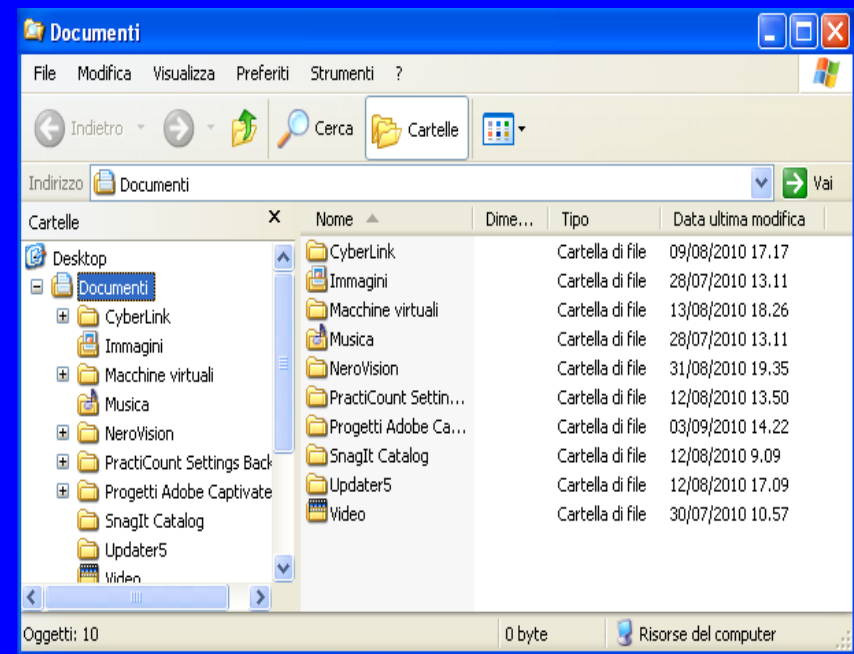 Documenti
File Modifica Visualizza Preferiti Strumenti ?
Indietro Cerca Cartelle
Indirizzo Documenti Vai
Cartelle X
Desktop
Documenti
CyberLink
Immagini
Macchine virtuali
Musica
NeroVision
PractiCount Settings Back
Progetti Adobe Captivate
SnagIt Catalog
Updater5
Video
Nome Dime... Tipo Data ultima modifica
CyberLink Cartella di file 09/08/2010 17.17
Immagini Cartella di file 28/07/2010 13.11
Macchine virtuali Cartella di file 13/08/2010 18.26
Musica Cartella di file 28/07/2010 13.11
NeroVision Cartella di file 31/08/2010 19.35
PractiCount Settin... Cartella di file 12/08/2010 13.50
Progetti Adobe Ca... Cartella di file 03/09/2010 14.22
SnagIt Catalog Cartella di file 12/08/2010 9.09
Updater5 Cartella di file 12/08/2010 17.09
Video Cartella di file 30/07/2010 10.57
Oggetti: 10 0 byte Risorse del computer